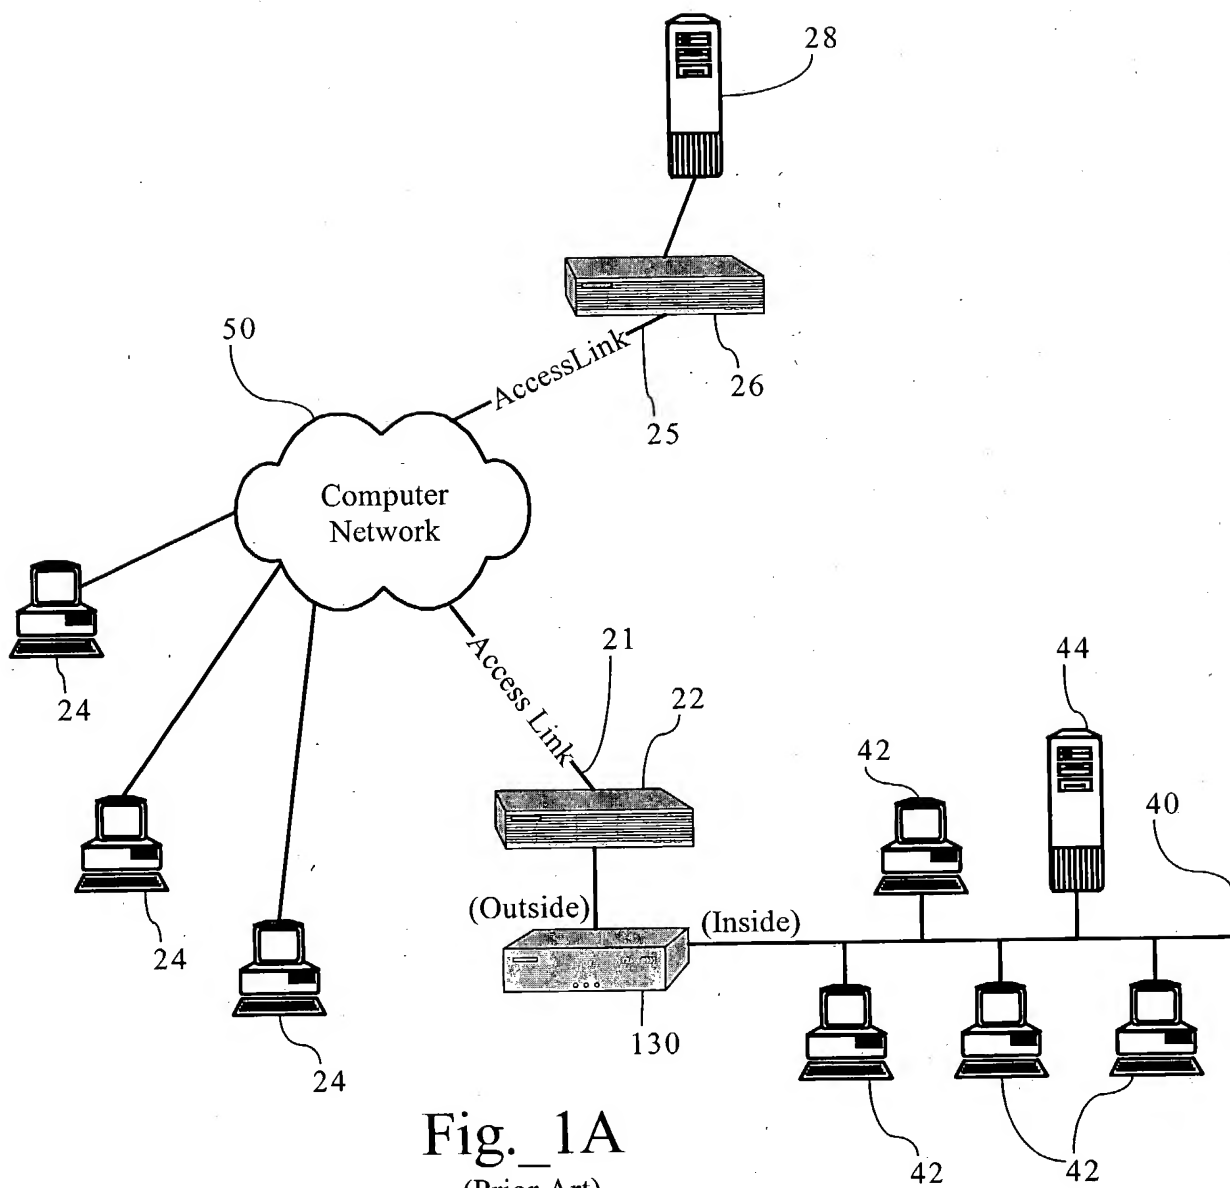 28
50
AccessLink
26
25
Computer
Network
21
44
Access Link
22
24
42
40
(Outside)
(Inside)
24
130
24
42
42
Fig._1A
(Prior Art)